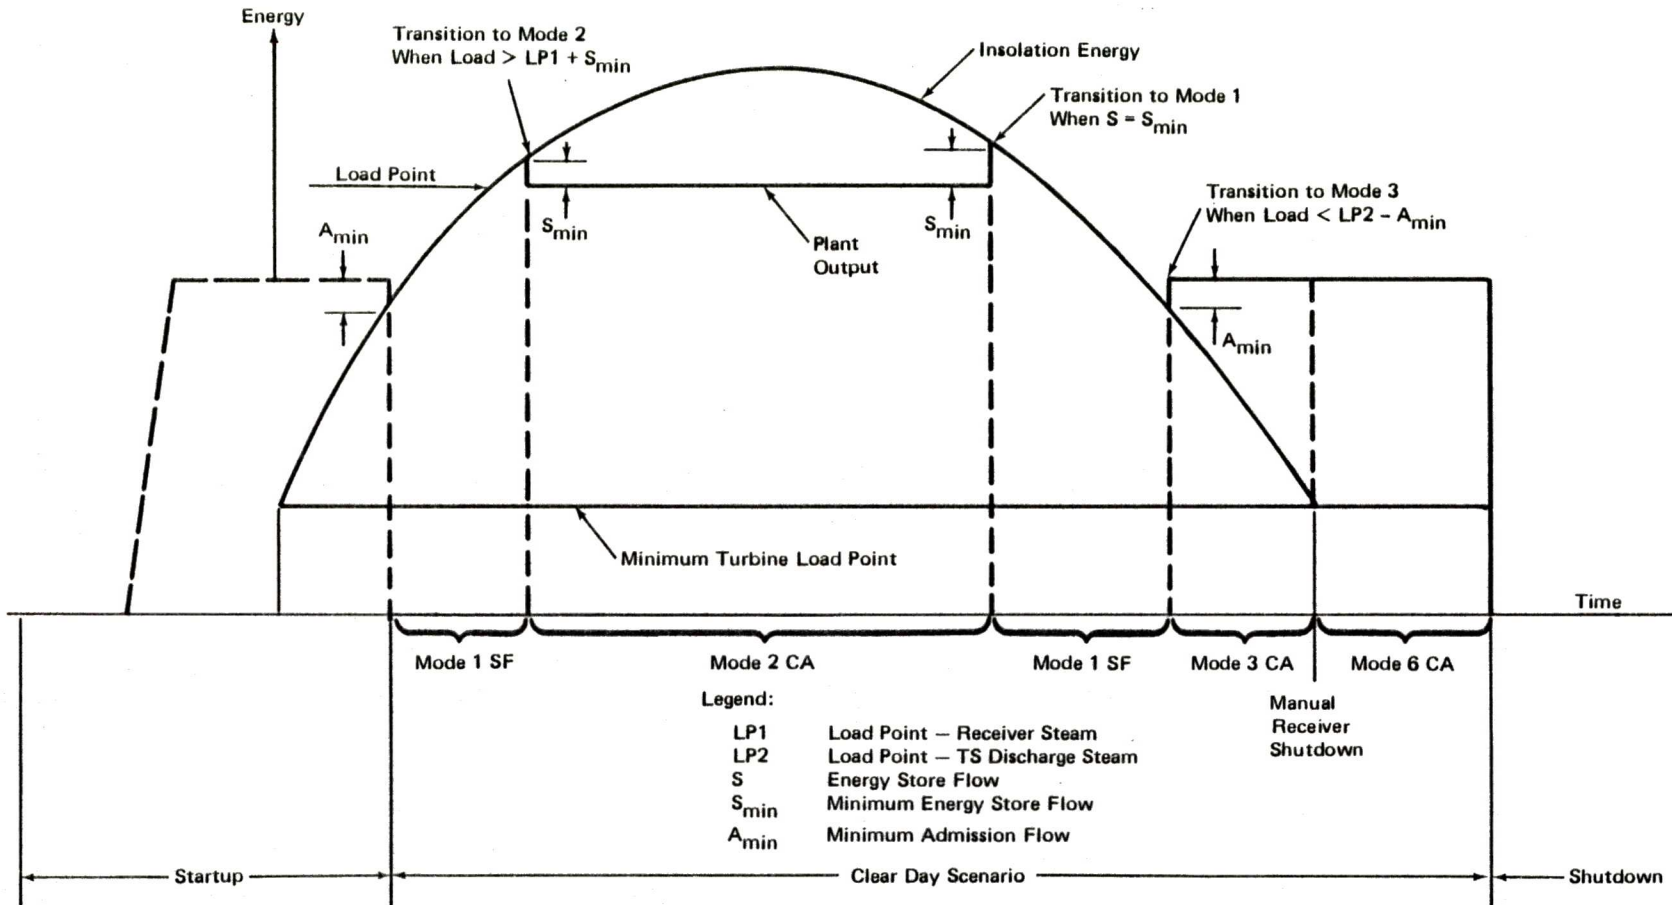 Energy
Transition to Mode 2
When Load > LP1 + Smin
Insolation Energy
Transition to Mode 1
When S = Smin
Load Point
Transition to Mode 3
When Load < LP2 − Amin
Amin
Smin
Smin
Plant
Output
Amin
Minimum Turbine Load Point
Time
Mode 1 SF
Mode 2 CA
Mode 1 SF
Mode 3 CA
Mode 6 CA
Manual
Receiver
Shutdown
Legend:
LP1 Load Point — Receiver Steam
LP2 Load Point — TS Discharge Steam
S Energy Store Flow
Smin Minimum Energy Store Flow
Amin Minimum Admission Flow
Startup
Clear Day Scenario
Shutdown